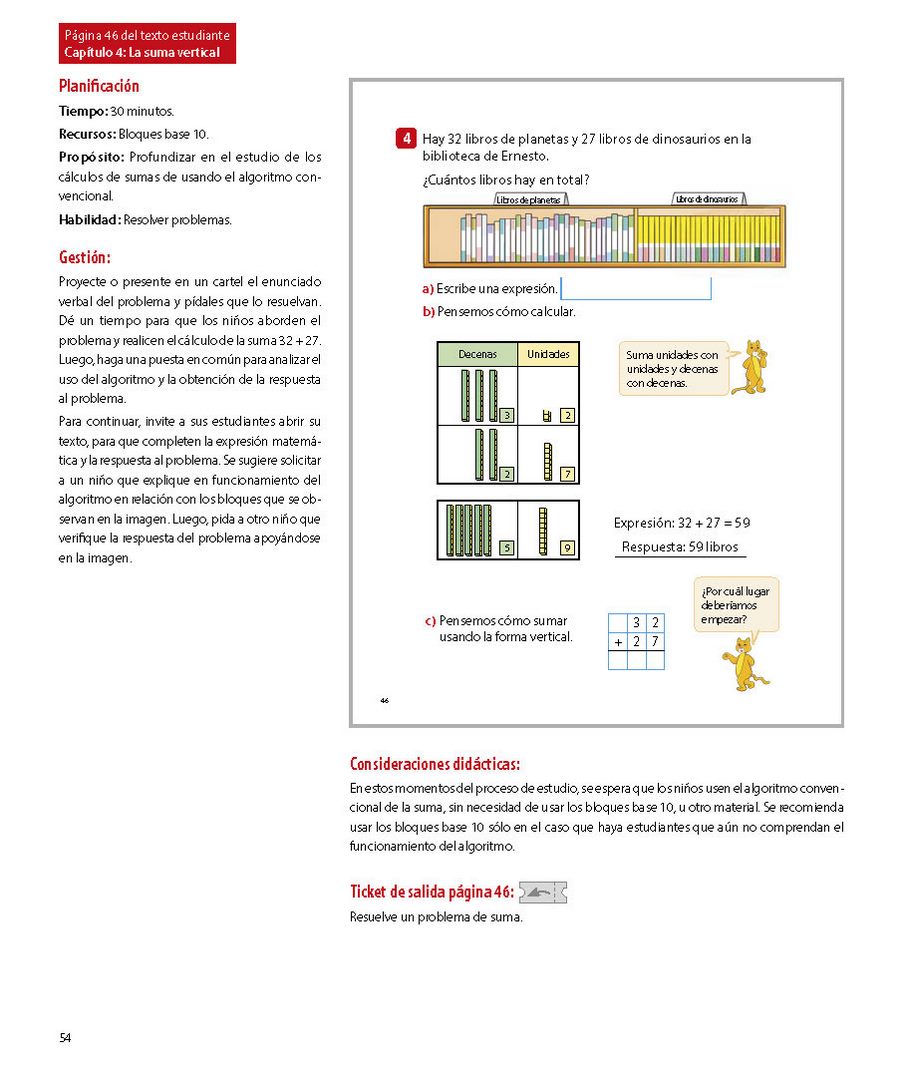 Página 46 del texto estudiante
Capítulo 4: La suma vertical
Planificación
Tiempo: 30 minutos.
Recursos: Bloques base 10.
Propósito: Profundizar en el estudio de los
cálculos de sumas de usando el algoritmo con-
vencional.
Habilidad: Resolver problemas.
Gestión:
Proyecte o presente en un cartel el enunciado
verbal del problema y pídales que lo resuelvan.
Dé un tiempo para que los niños aborden el
problema y realicen el cálculo de la suma 32 + 27.
Luego, haga una puesta en común para analizar el
uso del algoritmo y la obtención de la respuesta
al problema.
Para continuar, invite a sus estudiantes abrir su
texto, para que completen la expresión matemá-
tica y la respuesta al problema. Se sugiere solicitar
a un niño que explique en funcionamiento del
algoritmo en relación con los bloques que se ob-
servan en la imagen. Luego, pida a otro niño que
verifique la respuesta del problema apoyándose
en la imagen.
4 Hay 32 libros de planetas y 27 libros de dinosaurios en la
biblioteca de Ernesto.
¿Cuántos libros hay en total?
Libros de planetas
Libros de dinosaurios
a) Escribe una expresión.
b) Pensemos cómo calcular.
Decenas Unidades
3 2
2 7
5 9
Suma unidades con
unidades y decenas
con decenas.
Expresión: 32 + 27 = 59
Respuesta: 59 libros
c) Pensemos cómo sumar
usando la forma vertical.
3 2
+ 2 7
¿Por cuál lugar
deberíamos
empezar?
46
Consideraciones didácticas:
En estos momentos del proceso de estudio, se espera que los niños usen el algoritmo conven-
cional de la suma, sin necesidad de usar los bloques base 10, u otro material. Se recomienda
usar los bloques base 10 sólo en el caso que haya estudiantes que aún no comprendan el
funcionamiento del algoritmo.
Ticket de salida página 46:
Resuelve un problema de suma.
54